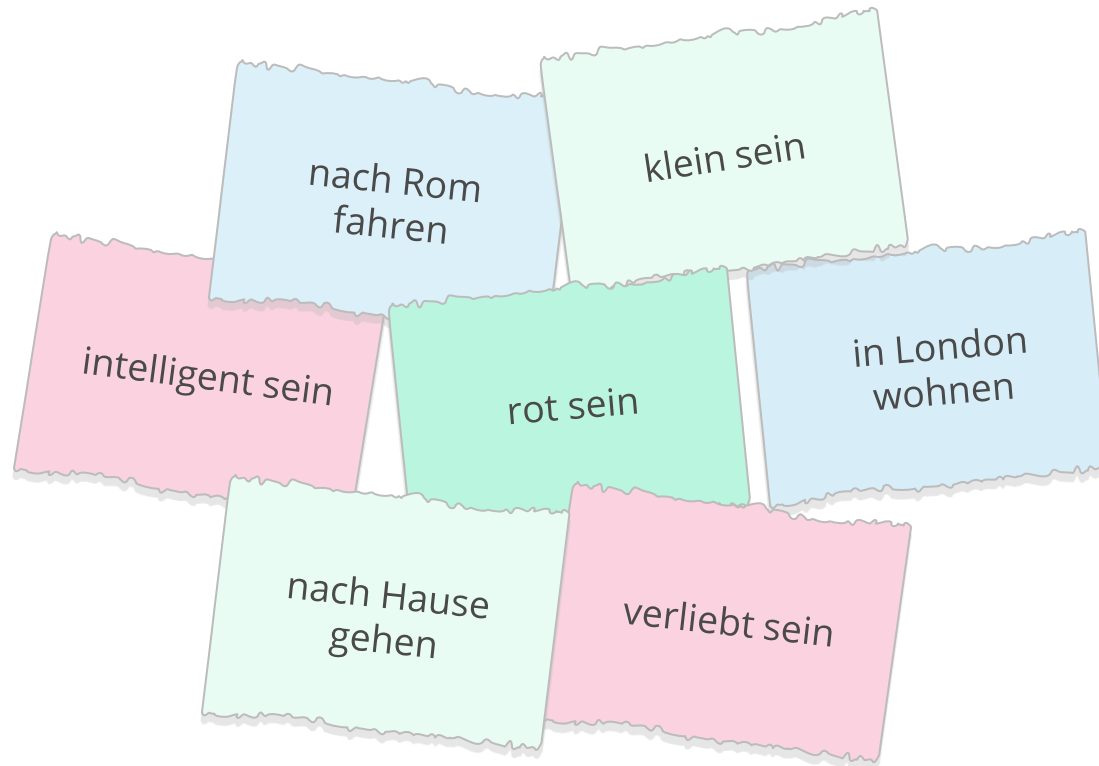 nach Rom
fahren
klein sein
intelligent sein
rot sein
in London
wohnen
nach Hause
gehen
verliebt sein